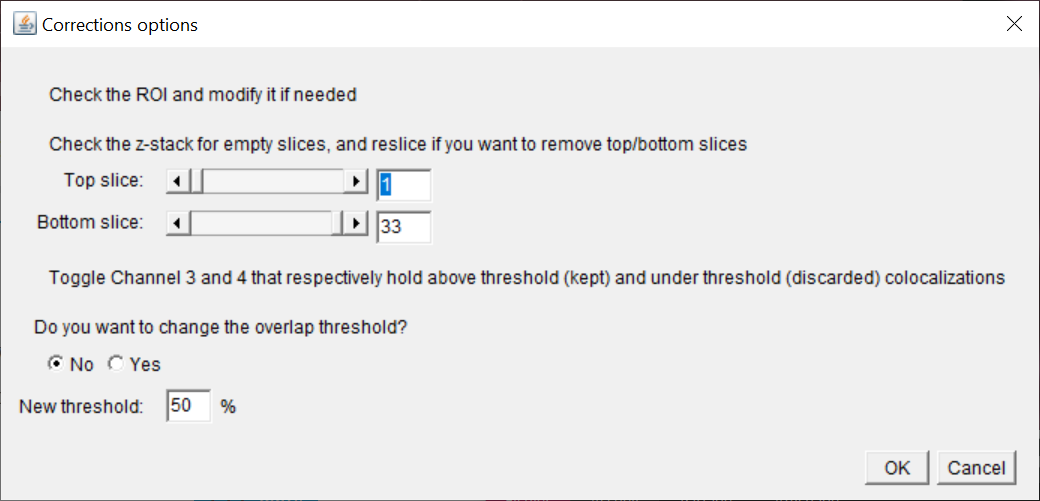 Corrections options
Check the ROI and modify it if needed
Check the z-stack for empty slices, and reslice if you want to remove top/bottom slices
Top slice: 1
Bottom slice: 33
Toggle Channel 3 and 4 that respectively hold above threshold (kept) and under threshold (discarded) colocalizations
Do you want to change the overlap threshold?
No Yes
New threshold: 50 %
OK Cancel